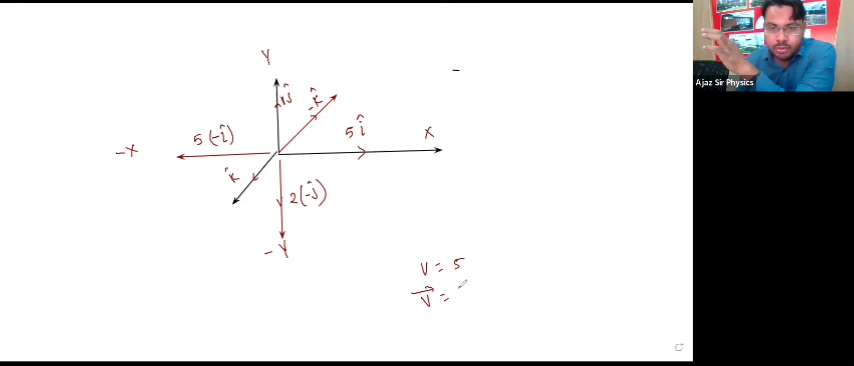 Y
ĵ
-k̂
5(-î)
5î
X
-X
k̂
2(-ĵ)
-Y
V = 5
V⃗ =
Ajaz Sir Physics